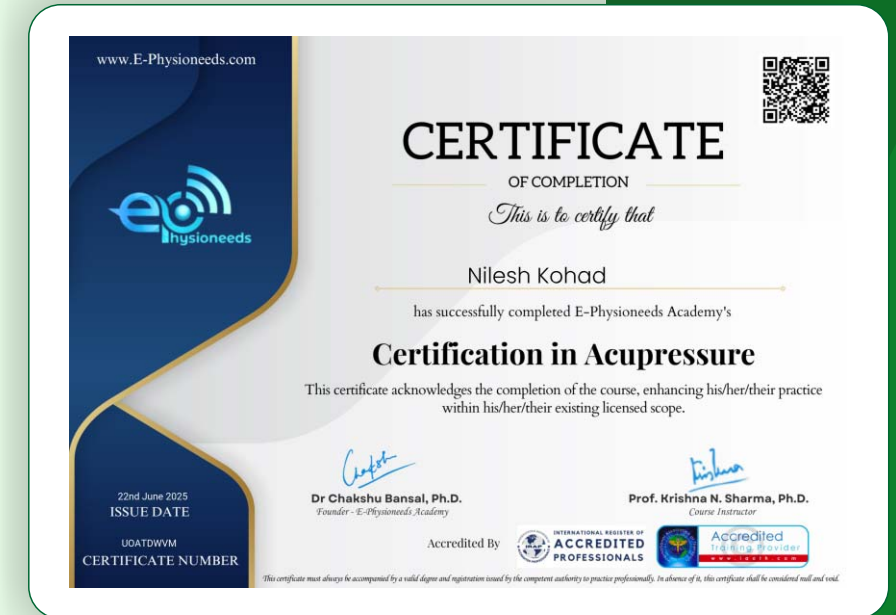 www.E-Physioneeds.com
ep
hysioneeds
CERTIFICATE
OF COMPLETION
This is to certify that
Nilesh Kohad
has successfully completed E-Physioneeds Academy's
Certification in Acupressure
This certificate acknowledges the completion of the course, enhancing his/her/their practice
within his/her/their existing licensed scope.
22nd June 2025
ISSUE DATE
UOATDWVM
CERTIFICATE NUMBER
Dr Chakshu Bansal, Ph.D.
Founder - E-Physioneeds Academy
Prof. Krishna N. Sharma, Ph.D.
Course Instructor
Accredited By
IRAP
INTERNATIONAL REGISTER OF
ACCREDITED
PROFESSIONALS
Accredited
Training Provider
This certificate must always be accompanied by a valid degree and registration issued by the competent authority to practice professionally. In absence of it, this certificate shall be considered null and void.